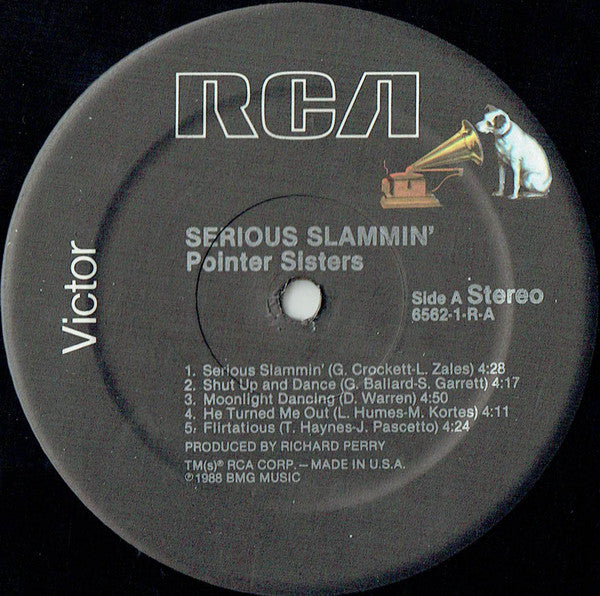 RCA
Victor
SERIOUS SLAMMIN'
Pointer Sisters
Side A Stereo
6562-1-R-A
1. Serious Slammin' (G. Crockett-L. Zales) 4:28
2. Shut Up and Dance (G. Ballard-S. Garrett) 4:17
3. Moonlight Dancing (D. Warren) 4:50
4. He Turned Me Out (L. Humes-M. Kortes) 4:11
5. Flirtatious (T. Haynes-J. Pascetto) 4:24
PRODUCED BY RICHARD PERRY
TM(s)® RCA CORP.—MADE IN U.S.A.
℗1988 BMG MUSIC